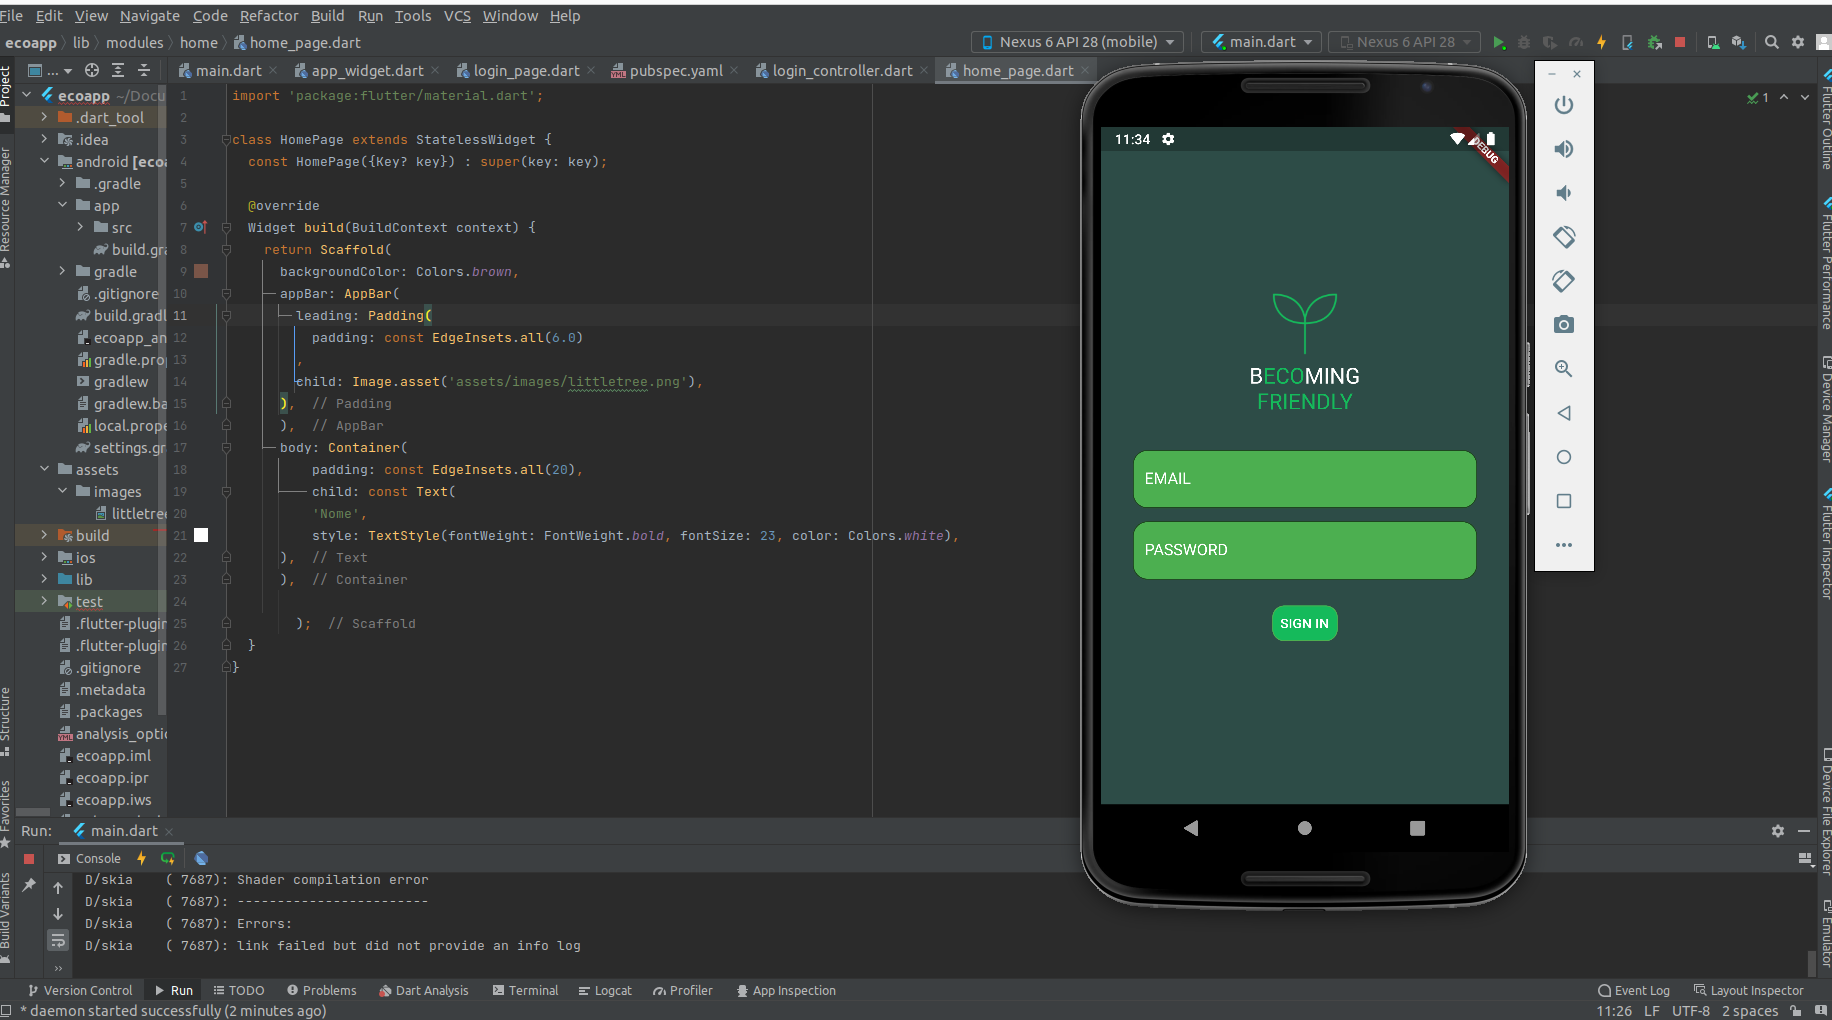 File Edit View Navigate Code Refactor Build Run Tools VCS Window Help
ecoapp lib modules home home_page.dart
Nexus 6 API 28 (mobile) main.dart Nexus 6 API 28
... main.dart app_widget.dart login_page.dart pubspec.yaml login_controller.dart home_page.dart
Project
Resource Manager
Structure
Favorites
Build Variants
ecoapp ~/Docu
.dart_tool
.idea
android [eco
.gradle
app
src
build.gra
gradle
.gitignore
build.gradl
ecoapp_an
gradle.pro
gradlew
gradlew.ba
local.prope
settings.gr
assets
images
littletree
build
ios
lib
test
.flutter-plugin
.flutter-plugin
.gitignore
.metadata
.packages
analysis_optio
ecoapp.iml
ecoapp.ipr
ecoapp.iws
1 import 'package:flutter/material.dart';
2
3 class HomePage extends StatelessWidget {
4 const HomePage({Key? key}) : super(key: key);
5
6 @override
7 Widget build(BuildContext context) {
8 return Scaffold(
9 backgroundColor: Colors.brown,
10 appBar: AppBar(
11 leading: Padding(
12 padding: const EdgeInsets.all(6.0)
13 ,
14 child: Image.asset('assets/images/littletree.png'),
15 ), // Padding
16 ), // AppBar
17 body: Container(
18 padding: const EdgeInsets.all(20),
19 child: const Text(
20 'Nome',
21 style: TextStyle(fontWeight: FontWeight.bold, fontSize: 23, color: Colors.white),
22 ), // Text
23 ), // Container
24
25 ); // Scaffold
26 }
27 }
1
11:34
DEBUG
BECOMING
FRIENDLY
EMAIL
PASSWORD
SIGN IN
Flutter Outline
Flutter Performance
Device Manager
Flutter Inspector
Device File Explorer
Emulator
Run: main.dart
Console
D/skia ( 7687): Shader compilation error
D/skia ( 7687): ------------------------
D/skia ( 7687): Errors:
D/skia ( 7687): link failed but did not provide an info log
Version Control Run TODO Problems Dart Analysis Terminal Logcat Profiler App Inspection Event Log Layout Inspector
* daemon started successfully (2 minutes ago) 11:26 LF UTF-8 2 spaces